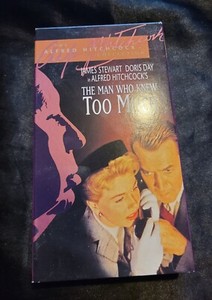 ALFRED HITCHCOCK
JAMES STEWART DORIS DAY
IN ALFRED HITCHCOCK'S
THE MAN WHO KNEW
TOO MUCH